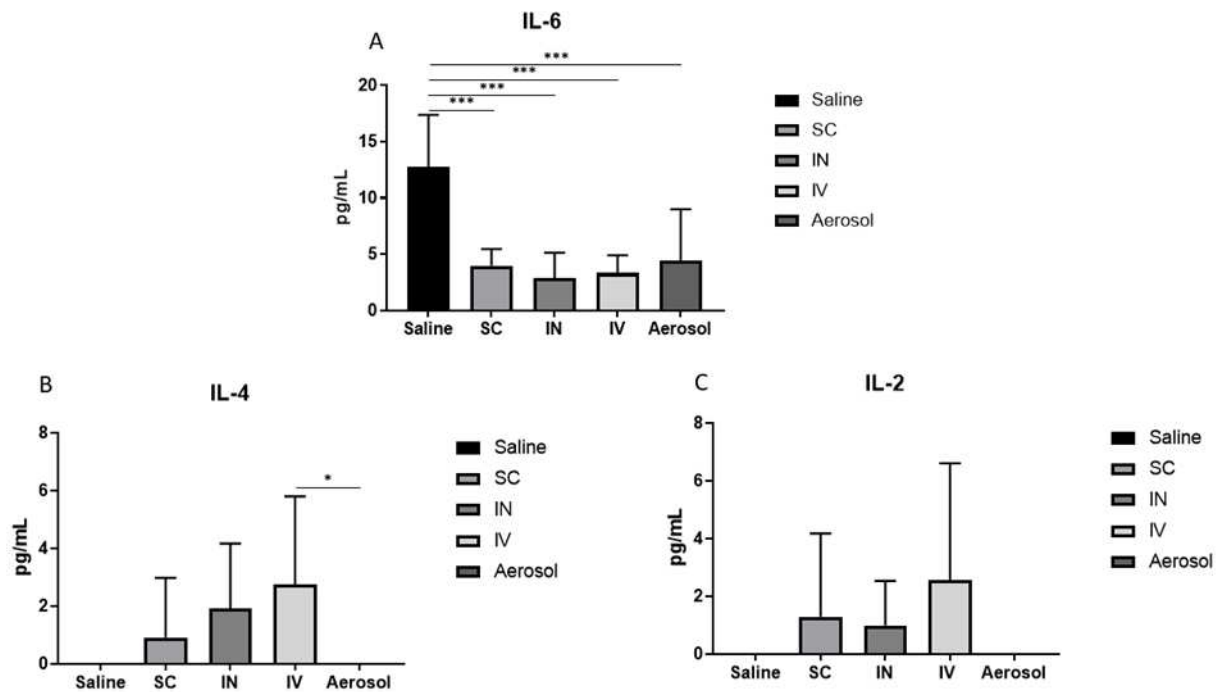 IL-6
A
***
***
***
***
20
15
10
5
0
pg/mL
Saline SC IN IV Aerosol
Saline
SC
IN
IV
Aerosol
B
IL-4
8
6
4
2
0
pg/mL
*
Saline SC IN IV Aerosol
Saline
SC
IN
IV
Aerosol
C
IL-2
8
6
4
2
0
pg/mL
Saline SC IN IV Aerosol
Saline
SC
IN
IV
Aerosol